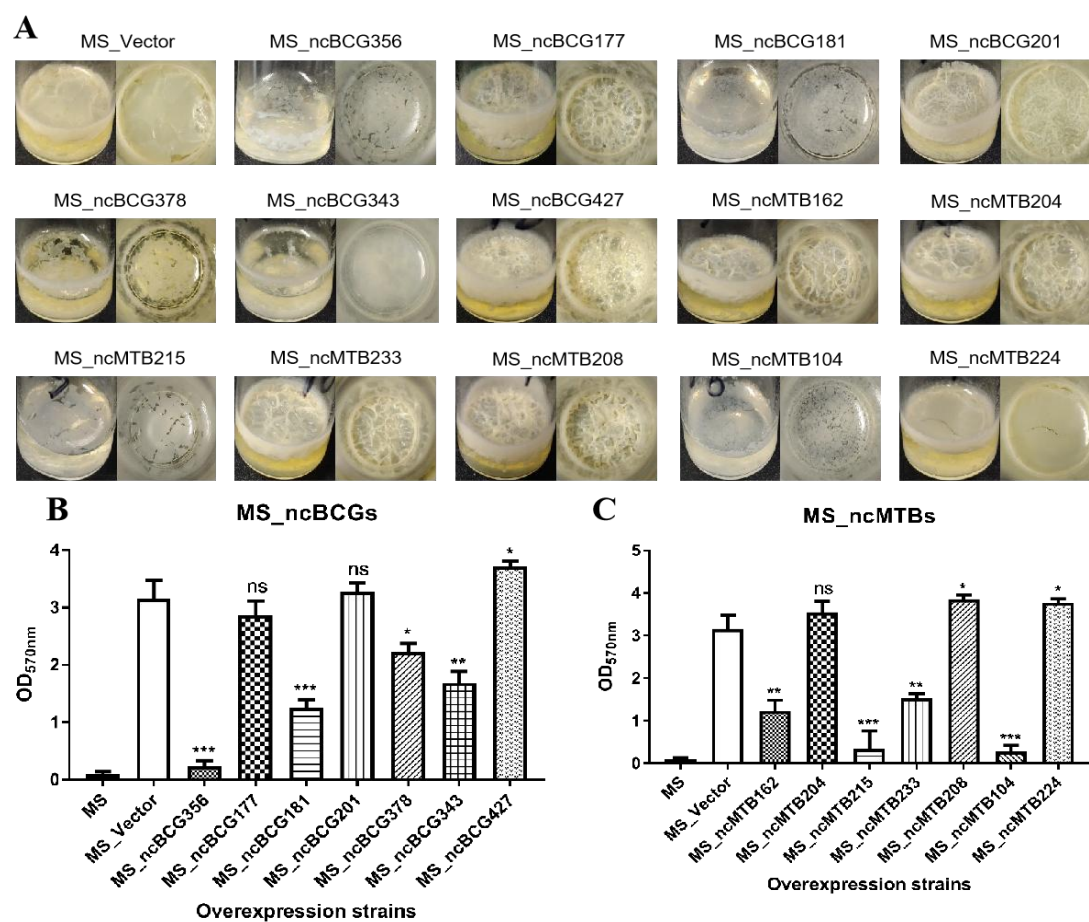 A
MS_Vector
MS_ncBCG356
MS_ncBCG177
MS_ncBCG181
MS_ncBCG201
MS_ncBCG378
MS_ncBCG343
MS_ncBCG427
MS_ncMTB162
MS_ncMTB204
MS_ncMTB215
MS_ncMTB233
MS_ncMTB208
MS_ncMTB104
MS_ncMTB224
B
MS_ncBCGs
4
3
2
1
0
OD570nm
***
ns
***
ns
*
**
*
MS
MS_Vector
MS_ncBCG356
MS_ncBCG177
MS_ncBCG181
MS_ncBCG201
MS_ncBCG378
MS_ncBCG343
MS_ncBCG427
Overexpression strains
C
MS_ncMTBs
5
4
3
2
1
0
OD570nm
**
ns
***
**
*
***
*
MS
MS_Vector
MS_ncMTB162
MS_ncMTB204
MS_ncMTB215
MS_ncMTB233
MS_ncMTB208
MS_ncMTB104
MS_ncMTB224
Overexpression strains